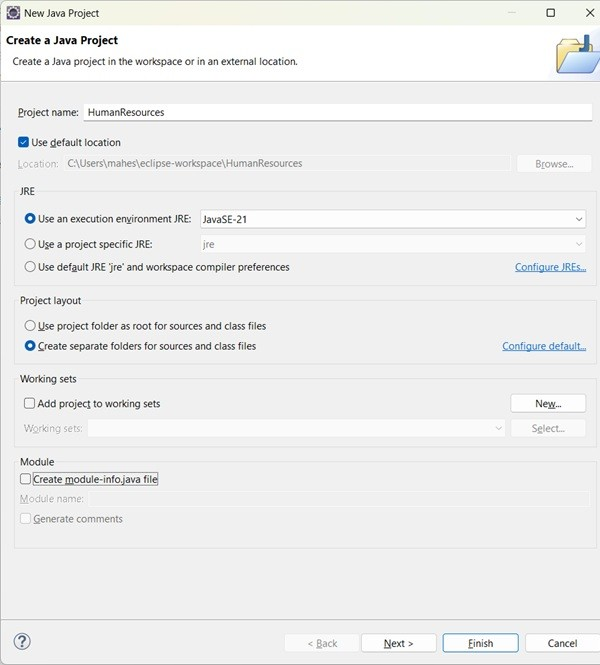 New Java Project
Create a Java Project
Create a Java project in the workspace or in an external location.
Project name: HumanResources
Use default location
Location: C:\Users\mahes\eclipse-workspace\HumanResources Browse...
JRE
Use an execution environment JRE: JavaSE-21
Use a project specific JRE: jre
Use default JRE 'jre' and workspace compiler preferences Configure JREs...
Project layout
Use project folder as root for sources and class files
Create separate folders for sources and class files Configure default...
Working sets
Add project to working sets New...
Working sets: Select...
Module
Create module-info.java file
Module name:
Generate comments
? < Back Next > Finish Cancel